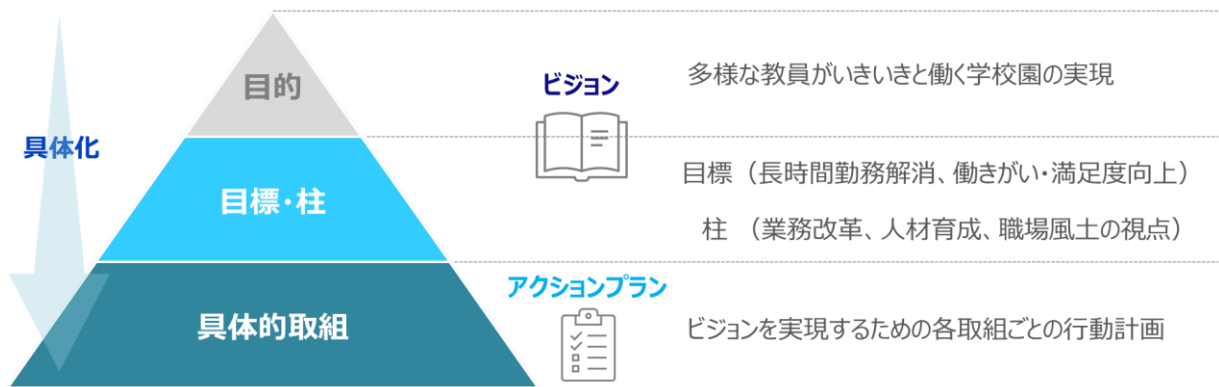 目的
ビジョン
多様な教員がいきいきと働く学校園の実現
具体化
目標・柱
目標（長時間勤務解消、働きがい・満足度向上）
柱　（業務改革、人材育成、職場風土の視点）
アクションプラン
具体的取組
ビジョンを実現するための各取組ごとの行動計画